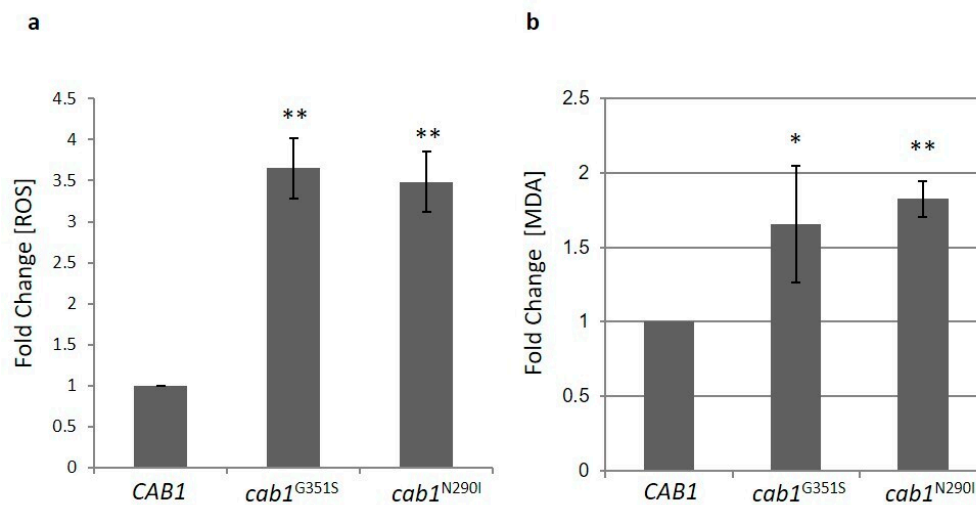 a
Fold Change [ROS]
4.5
4
3.5
3
2.5
2
1.5
1
0.5
0
**
**
CAB1
cab1G351S
cab1N290I
b
Fold Change [MDA]
2.5
2
1.5
1
0.5
0
*
**
CAB1
cab1G351S
cab1N290I